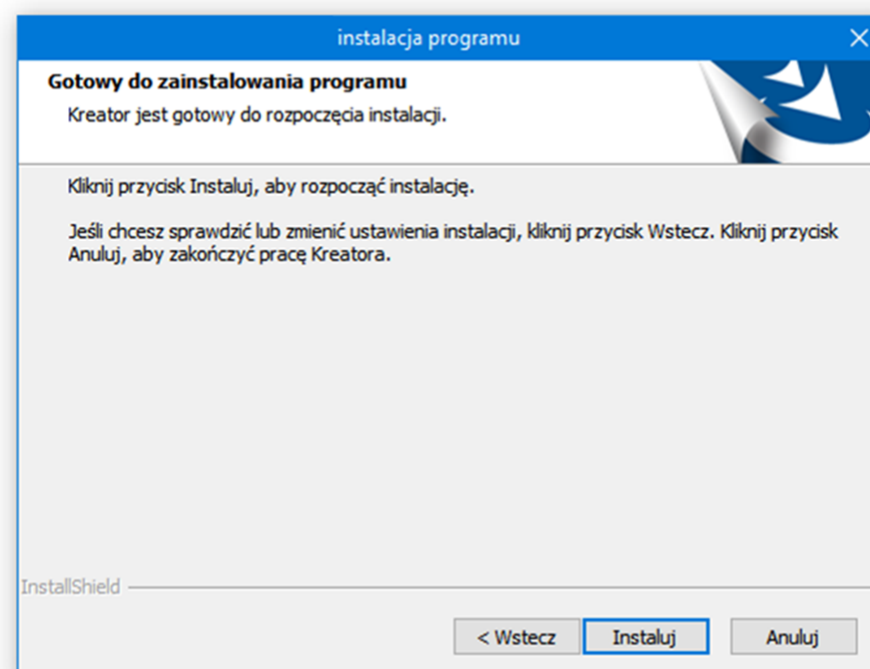 instalacja programu
Gotowy do zainstalowania programu
Kreator jest gotowy do rozpoczęcia instalacji.
Kliknij przycisk Instaluj, aby rozpocząć instalację.
Jeśli chcesz sprawdzić lub zmienić ustawienia instalacji, kliknij przycisk Wstecz. Kliknij przycisk
Anuluj, aby zakończyć pracę Kreatora.
InstallShield
< Wstecz
Instaluj
Anuluj